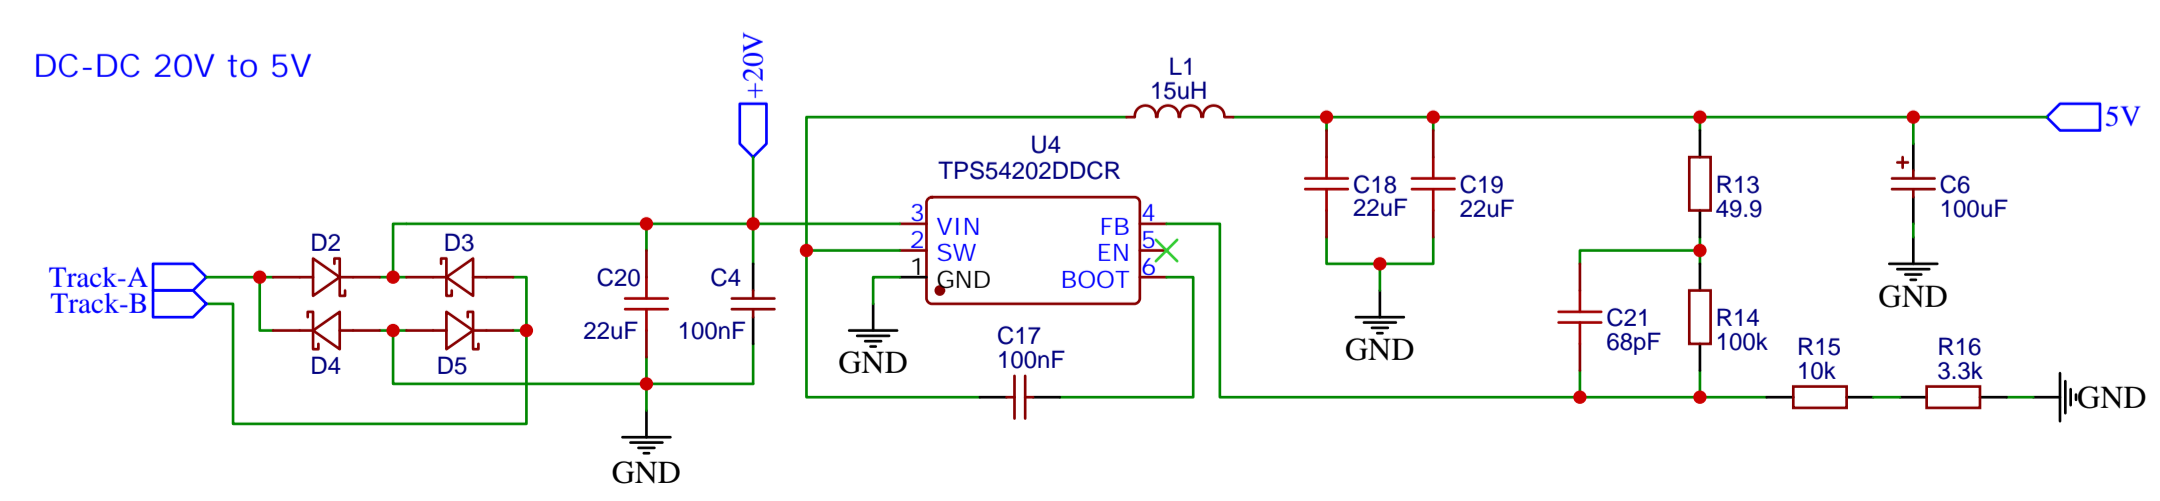 DC-DC 20V to 5V
+20V
L1
15uH
5V
U4
TPS54202DDCR
3
VIN
FB
4
2
SW
EN
5
1
GND
BOOT
6
C18
22uF
C19
22uF
R13
49.9
C6
100uF
GND
D2
D3
Track-A
Track-B
D4
D5
C20
22uF
C4
100nF
GND
C17
100nF
GND
C21
68pF
R14
100k
R15
10k
R16
3.3k
GND
GND